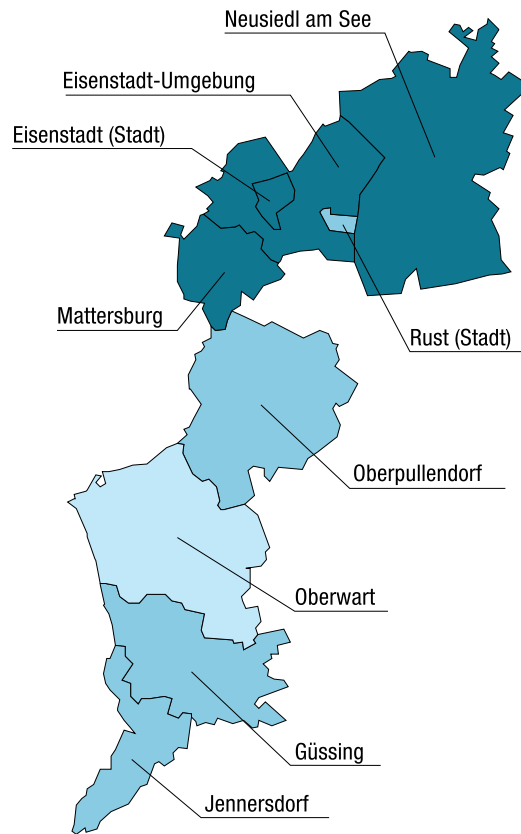 Neusiedl am See
Eisenstadt-Umgebung
Eisenstadt (Stadt)
Mattersburg
Rust (Stadt)
Oberpullendorf
Oberwart
Güssing
Jennersdorf